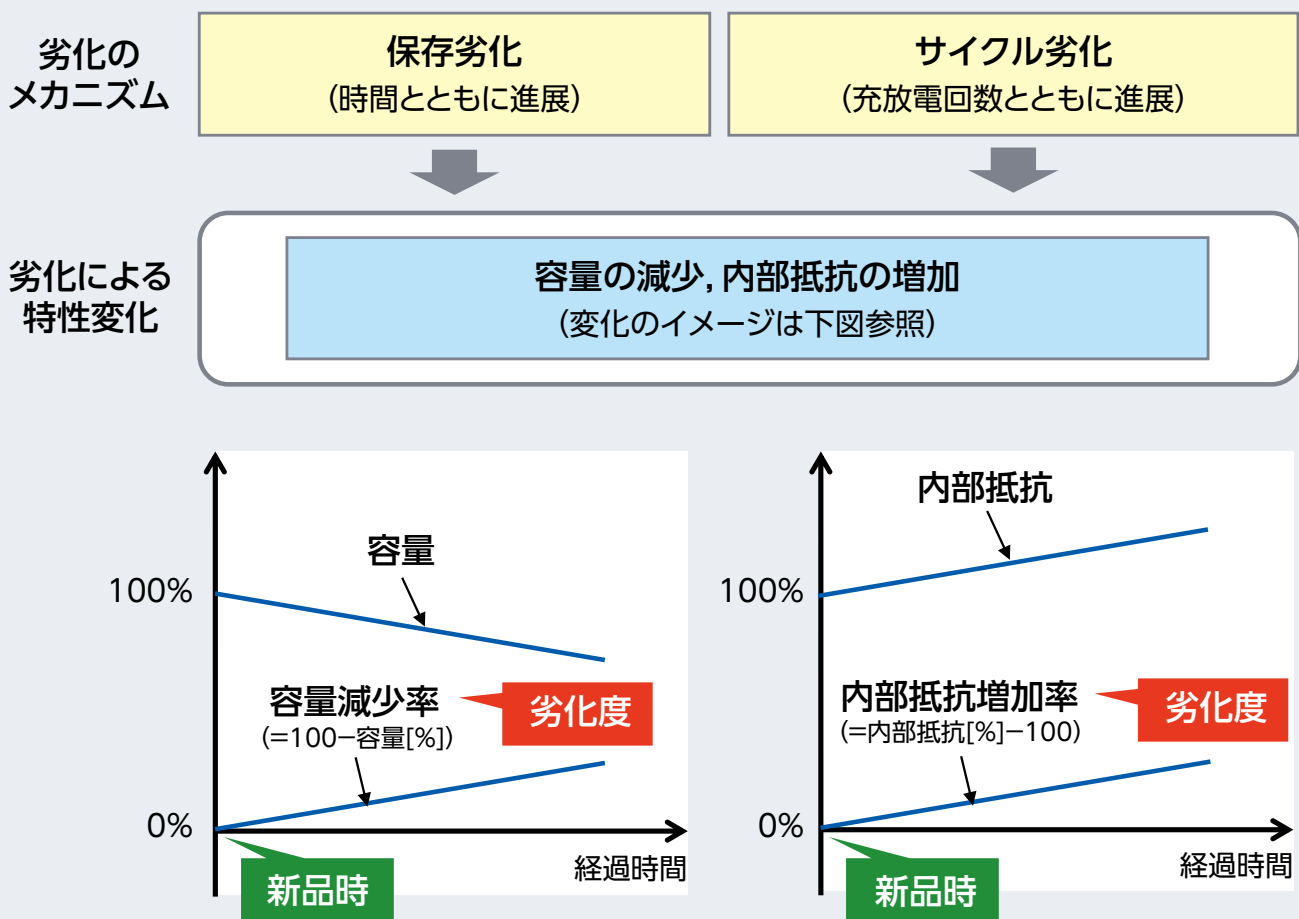 劣化の
メカニズム
保存劣化
(時間とともに進展)
サイクル劣化
(充放電回数とともに進展)
劣化による
特性変化
容量の減少, 内部抵抗の増加
(変化のイメージは下図参照)
容量
100%
容量減少率
(=100−容量[%])
劣化度
0%
経過時間
新品時
内部抵抗
100%
内部抵抗増加率
(=内部抵抗[%]−100)
劣化度
0%
経過時間
新品時